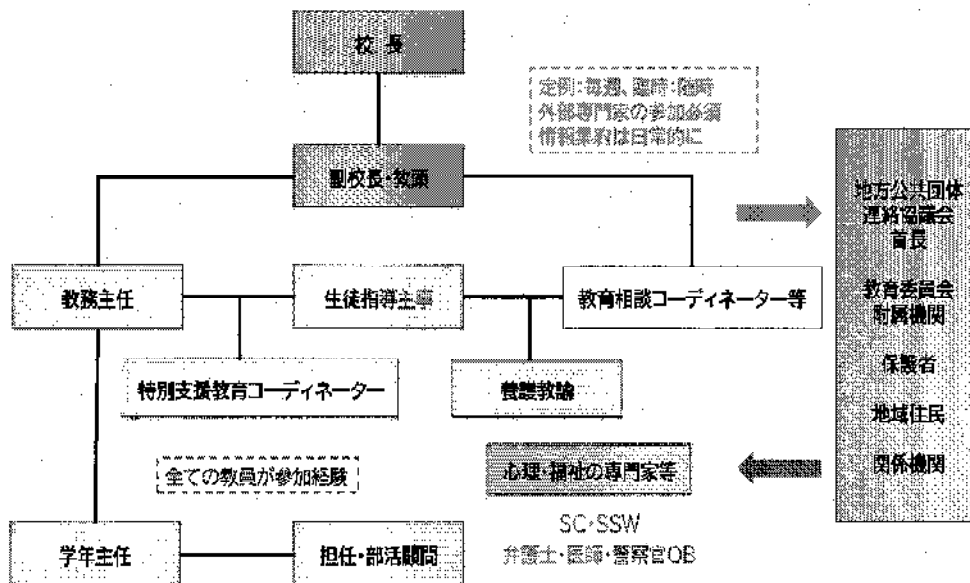 校長
定例：毎週、臨時：随時
外部専門家の参加必須
情報集約は日常的に
副校長・教頭
地方公共団体
連絡協議会
首長
教務主任
生徒指導主事
教育相談コーディネーター等
教育委員会
附属機関
保護者
特別支援教育コーディネーター
養護教諭
地域住民
全ての教員が参加経験
心理・福祉の専門家等
関係機関
SC・SSW
学年主任
担任・部活顧問
弁護士・医師・警察官OB